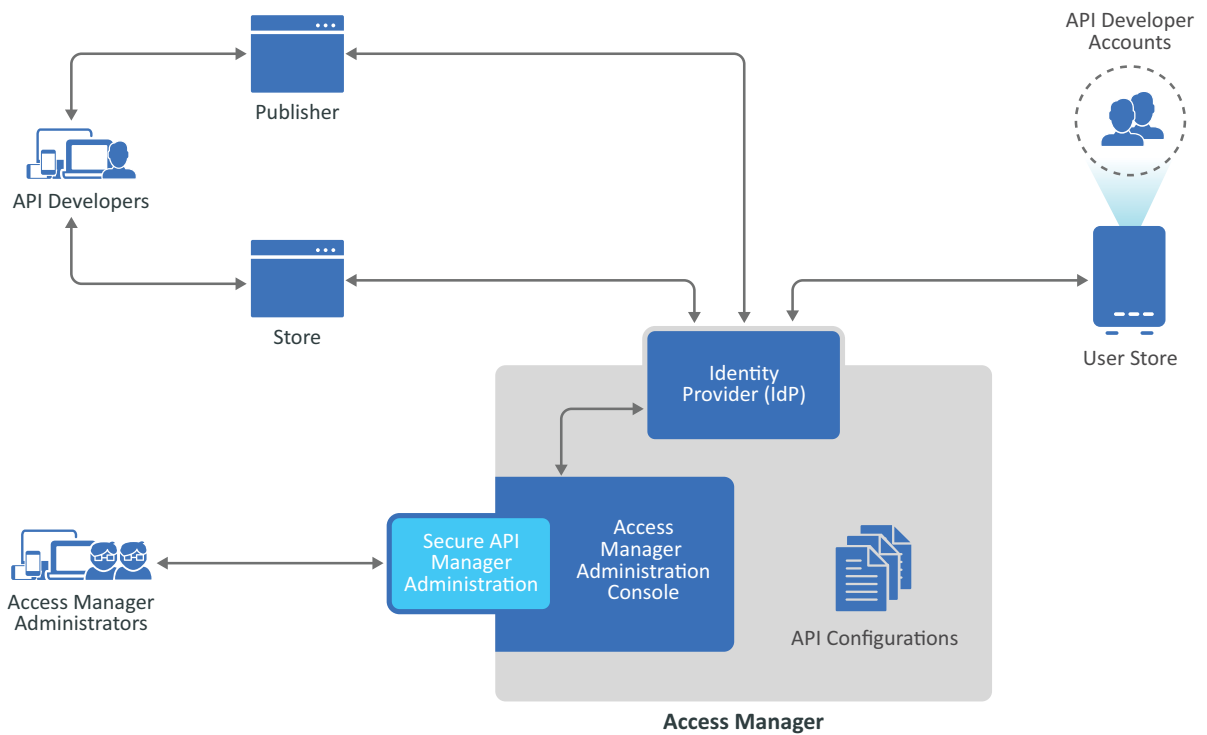 API Developer
Accounts
Publisher
API Developers
Store
User Store
Identity
Provider (IdP)
Secure API
Manager
Administration
Access
Manager
Administration
Console
Access Manager
Administrators
API Configurations
Access Manager